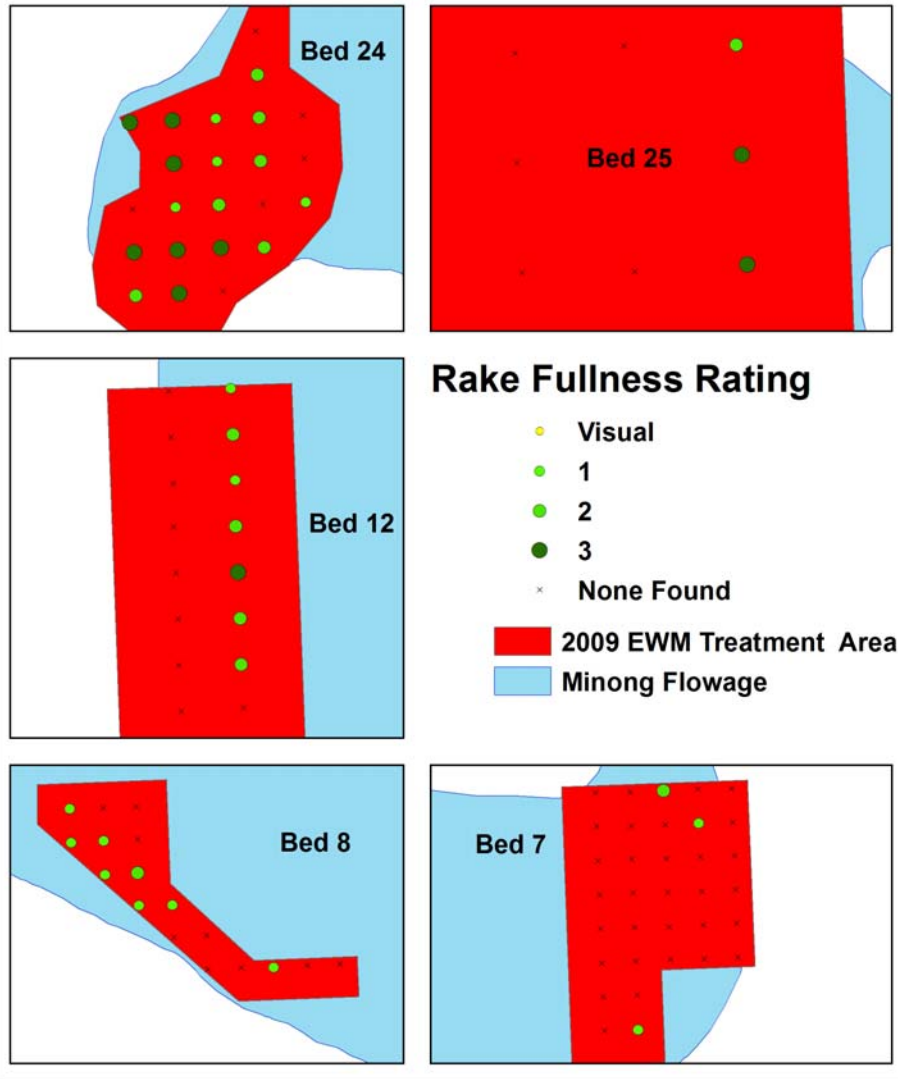 Bed 24
Bed 25
Rake Fullness Rating
Visual
1
2
3
None Found
2009 EWM Treatment Area
Minong Flowage
Bed 12
Bed 8
Bed 7